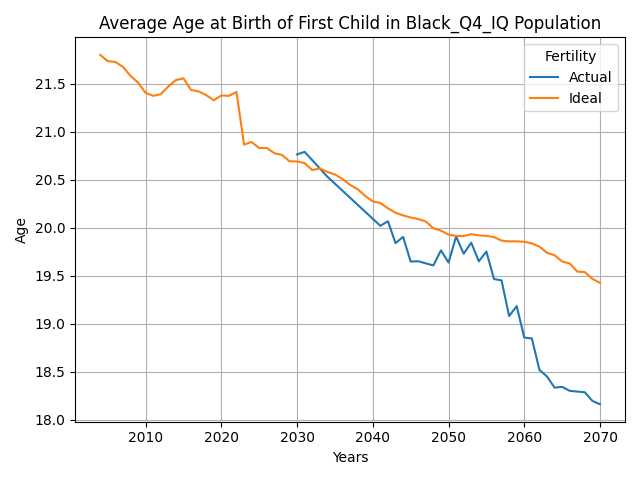 Average Age at Birth of First Child in Black_Q4_IQ Population
Fertility
Actual
Ideal
Age
21.5
21.0
20.5
20.0
19.5
19.0
18.5
18.0
2010 2020 2030 2040 2050 2060 2070
Years